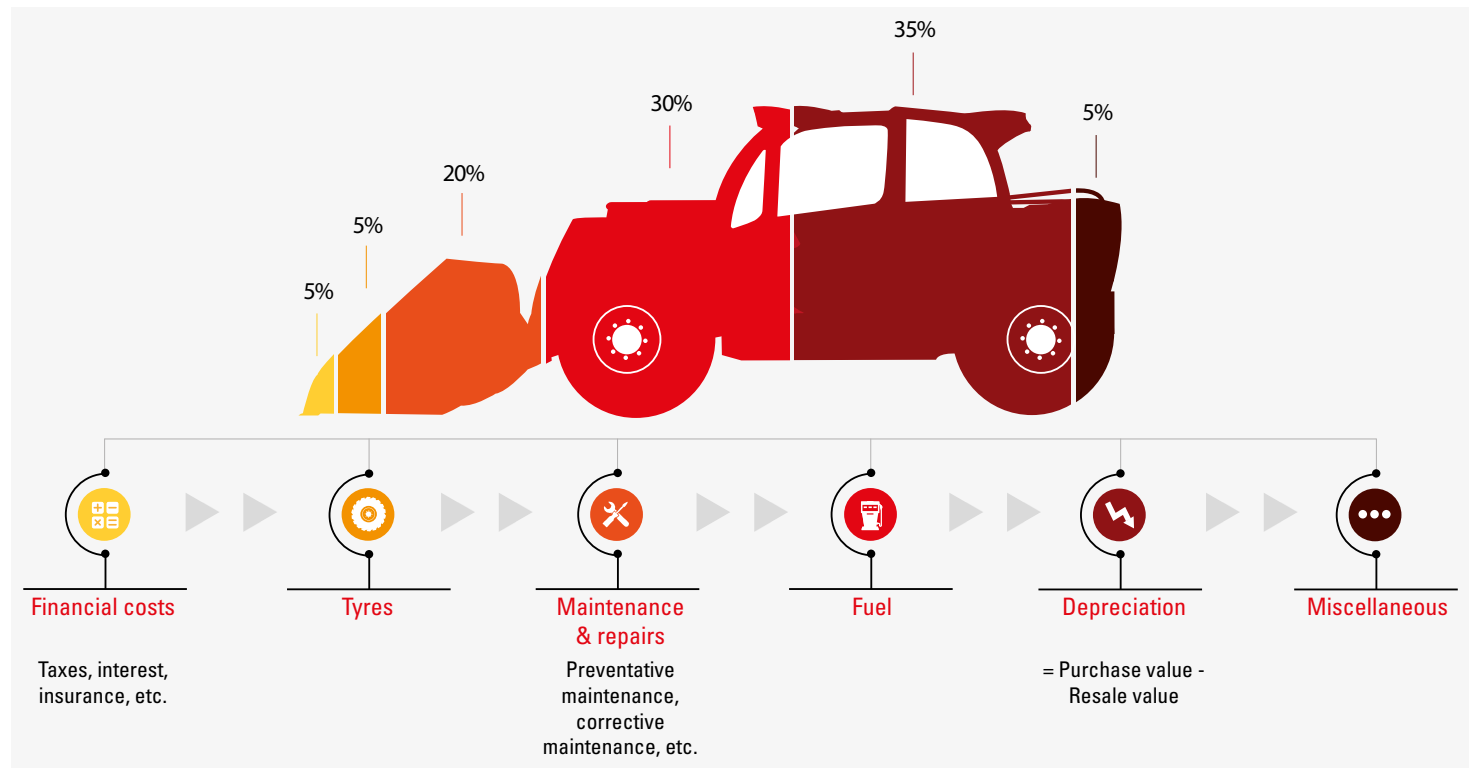 35%
30%
5%
20%
5%
5%
Financial costs
Tyres
Maintenance
& repairs
Fuel
Depreciation
Miscellaneous
Taxes, interest,
insurance, etc.
Preventative
maintenance,
corrective
maintenance, etc.
= Purchase value -
Resale value